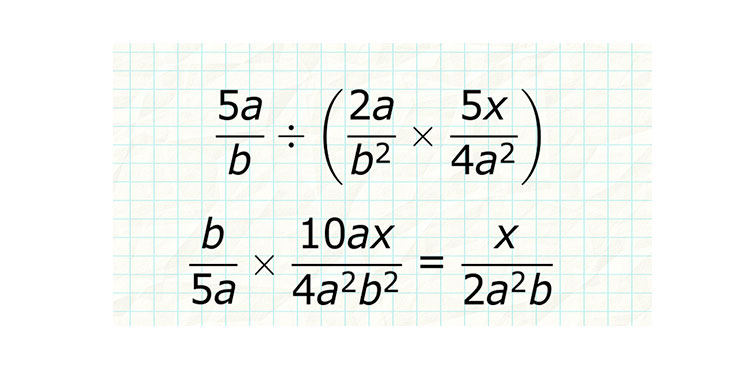 5a/b ÷ (2a/b² × 5x/4a²)
b/5a × 10ax/4a²b² = x/2a²b